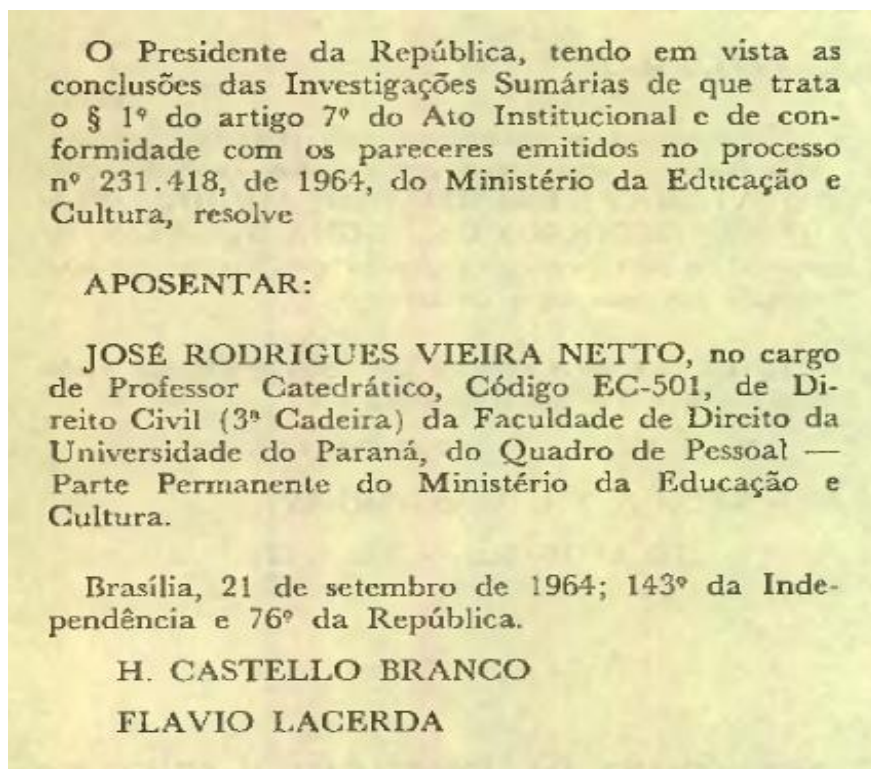 O Presidente da República, tendo em vista as
conclusões das Investigações Sumárias de que trata
o § 1º do artigo 7º do Ato Institucional e de con-
formidade com os pareceres emitidos no processo
nº 231.418, de 1964, do Ministério da Educação e
Cultura, resolve
APOSENTAR:
JOSÉ RODRIGUES VIEIRA NETTO, no cargo
de Professor Catedrático, Código EC-501, de Di-
reito Civil (3ª Cadeira) da Faculdade de Direito da
Universidade do Paraná, do Quadro de Pessoal —
Parte Permanente do Ministério da Educação e
Cultura.
Brasília, 21 de setembro de 1964; 143º da Inde-
pendência e 76º da República.
H. CASTELLO BRANCO
FLAVIO LACERDA